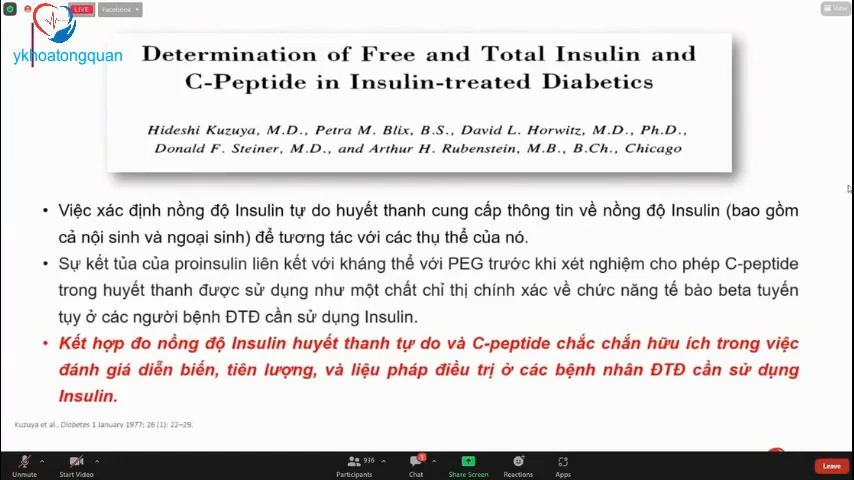 LIVE
Facebook
View
ykhoatongquan
Determination of Free and Total Insulin and
C-Peptide in Insulin-treated Diabetics
Hideshi Kuzuya, M.D., Petra M. Blix, B.S., David L. Horwitz, M.D., Ph.D.,
Donald F. Steiner, M.D., and Arthur H. Rubenstein, M.B., B.Ch., Chicago
• Việc xác định nồng độ Insulin tự do huyết thanh cung cấp thông tin về nồng độ Insulin (bao gồm
cả nội sinh và ngoại sinh) để tương tác với các thụ thể của nó.
• Sự kết tủa của proinsulin liên kết với kháng thể với PEG trước khi xét nghiệm cho phép C-peptide
trong huyết thanh được sử dụng như một chất chỉ thị chính xác về chức năng tế bào beta tuyến
tụy ở các người bệnh ĐTĐ cần sử dụng Insulin.
• Kết hợp đo nồng độ Insulin huyết thanh tự do và C-peptide chắc chắn hữu ích trong việc
đánh giá diễn biến, tiên lượng, và liệu pháp điều trị ở các bệnh nhân ĐTĐ cần sử dụng
Insulin.
Kuzuya et al., Diabetes 1 January 1977; 26 (1): 22–29.
Unmute
Start Video
936
Participants
1
Chat
Share Screen
Reactions
Apps
Leave